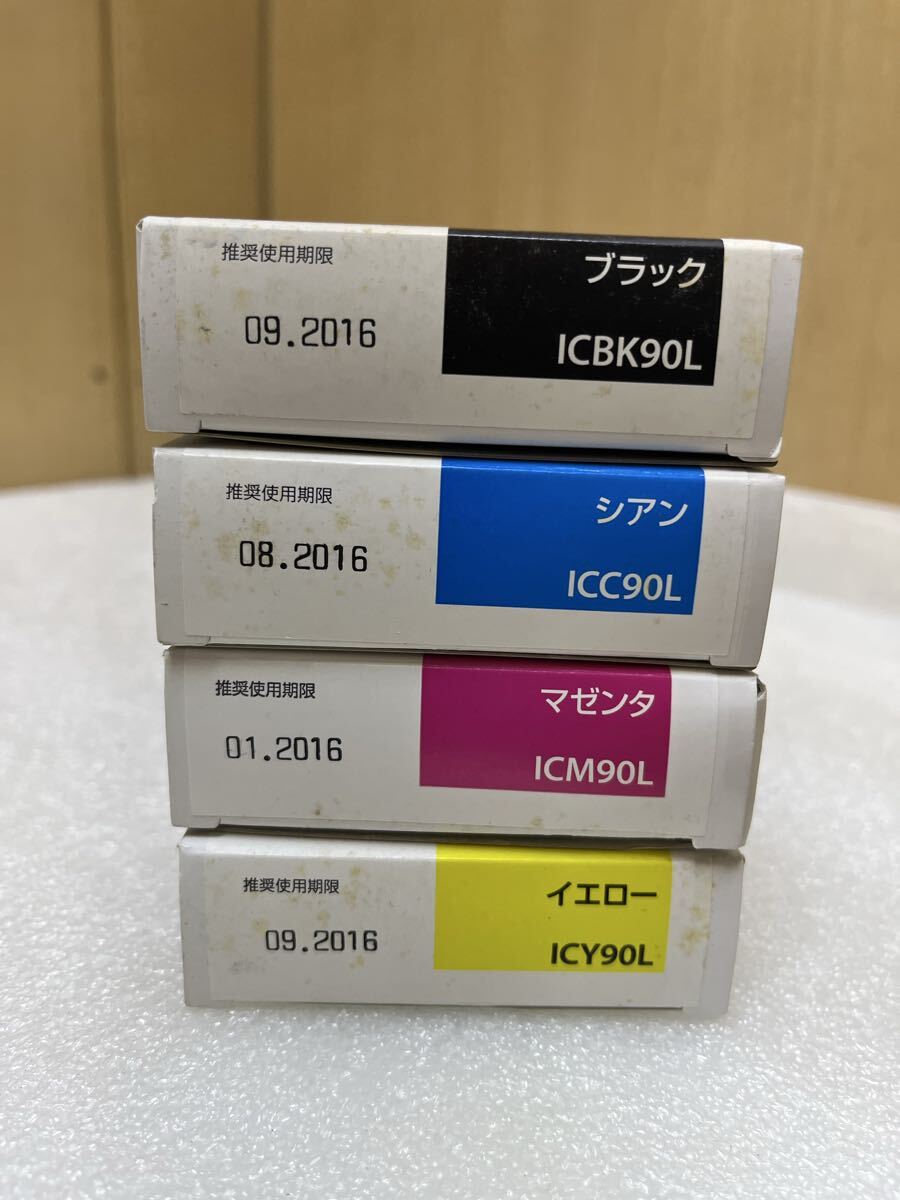 推奨使用期限
09.2016
ブラック
ICBK90L
推奨使用期限
08.2016
シアン
ICC90L
推奨使用期限
01.2016
マゼンタ
ICM90L
推奨使用期限
09.2016
イエロー
ICY90L